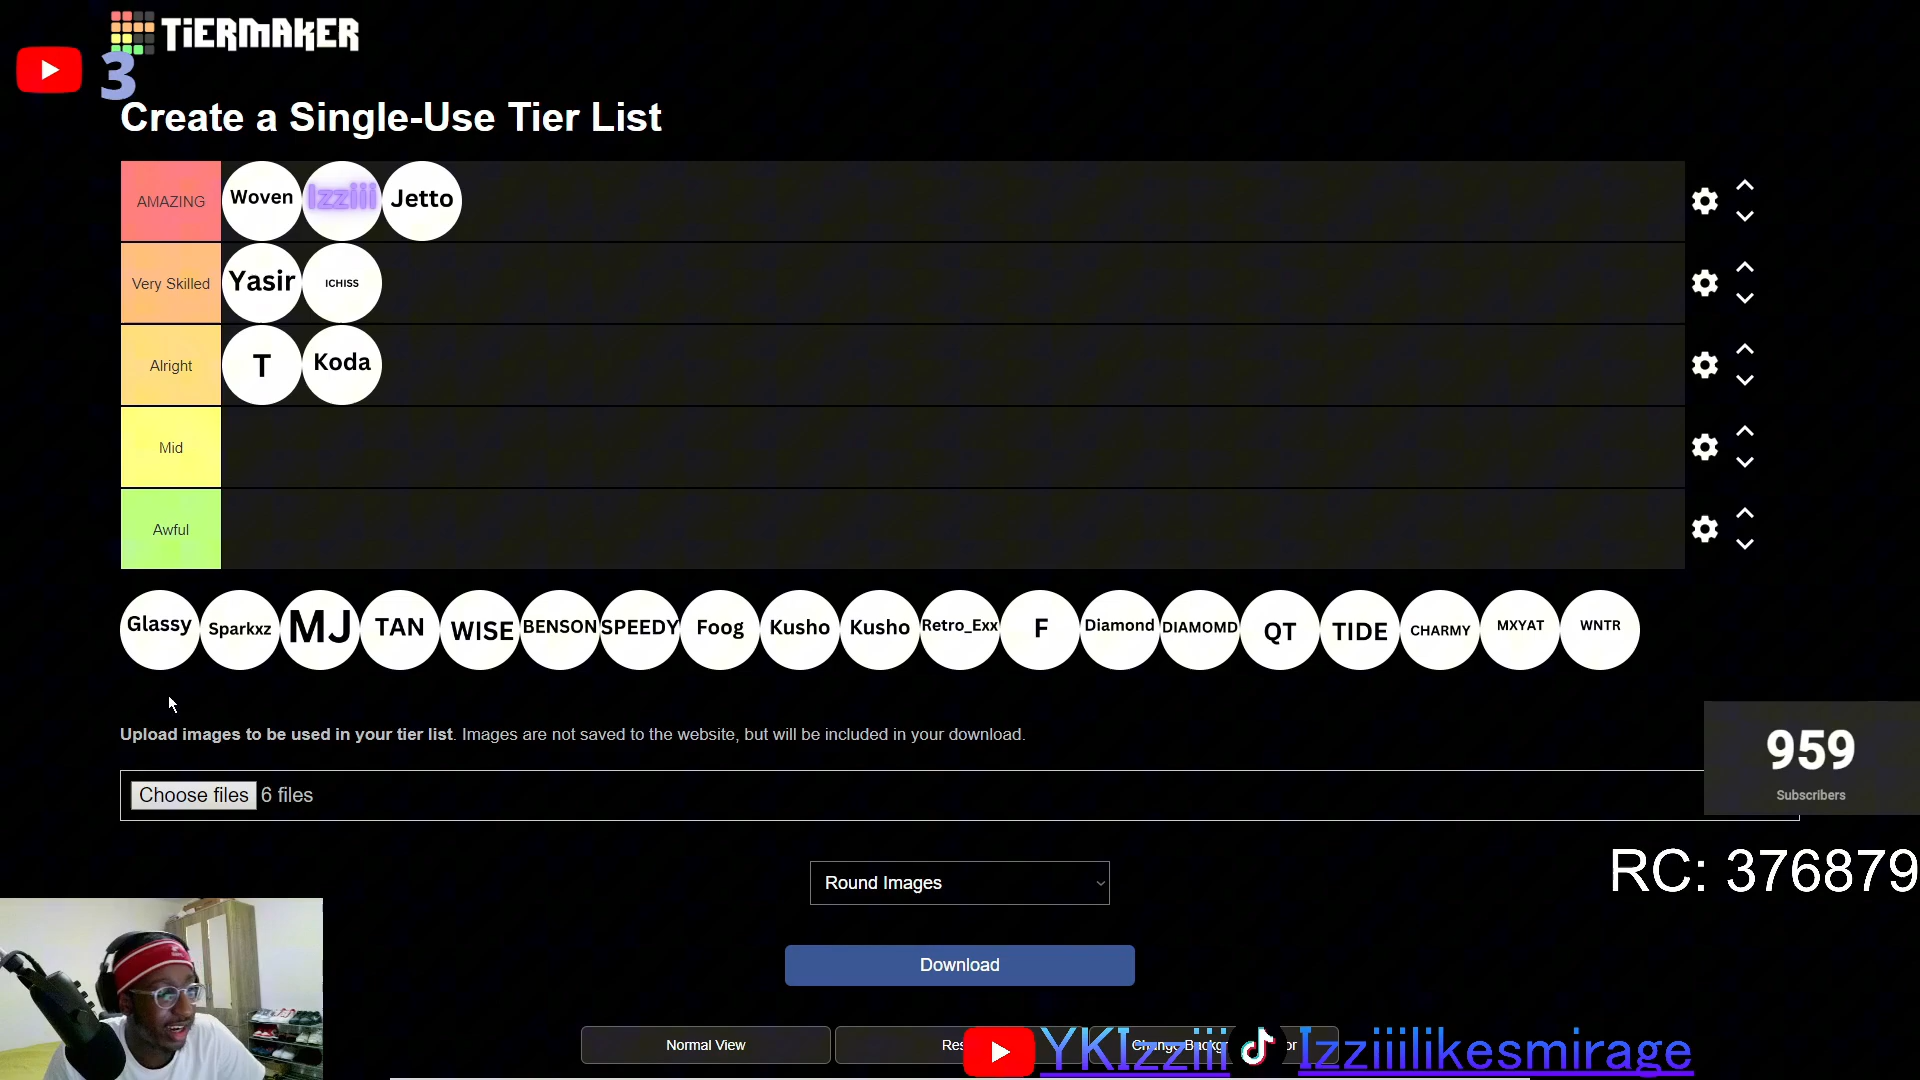 TiERMAKER
3
Create a Single-Use Tier List
AMAZING
Woven
Izziii
Jetto
Very Skilled
Yasir
ICHISS
Alright
T
Koda
Mid
Awful
Glassy
Sparkxz
MJ
TAN
WISE
BENSON
SPEEDY
Foog
Kusho
Kusho
Retro_Exx
F
Diamond
DIAMOMD
QT
TIDE
CHARMY
MXYAT
WNTR
Upload images to be used in your tier list. Images are not saved to the website, but will be included in your download.
959
Subscribers
Choose files 6 files
RC: 376879
Round Images
Download
Normal View
YKIzziii
Izziiilikesmirage